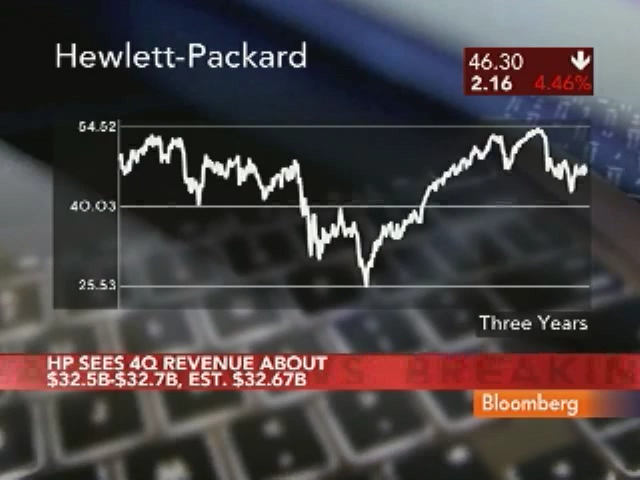 Hewlett-Packard
46.30
2.16 4.46%
54.52
40.03
25.53
Three Years
HP SEES 4Q REVENUE ABOUT
$32.5B-$32.7B, EST. $32.67B
BREAKIN
Bloomberg